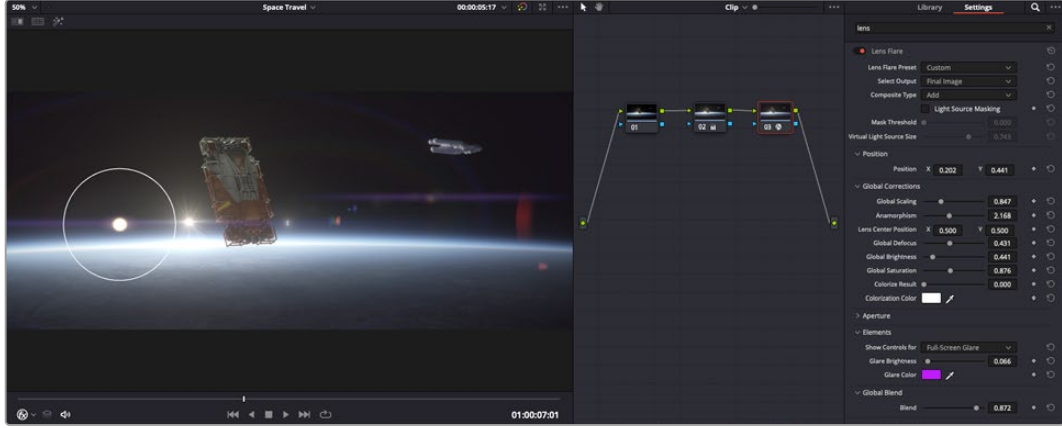 50%
Space Travel
00:00:05:17
Clip
Library
Settings
lens
Lens Flare
Lens Flare Preset Custom
Select Output Final Image
Composite Type Add
Light Source Masking
Mask Threshold 0.000
Virtual Light Source Size 0.743
Position
Position X 0.202 Y 0.441
Global Corrections
Global Scaling 0.847
Anamorphism 2.168
Lens Center Position X 0.500 Y 0.500
Global Defocus 0.431
Global Brightness 0.441
Global Saturation 0.876
Colorize Result 0.000
Colorization Color
Aperture
Elements
Show Controls for Full-Screen Glare
Glare Brightness 0.066
Glare Color
Global Blend
Blend 0.872
01
02
03
01:00:07:01